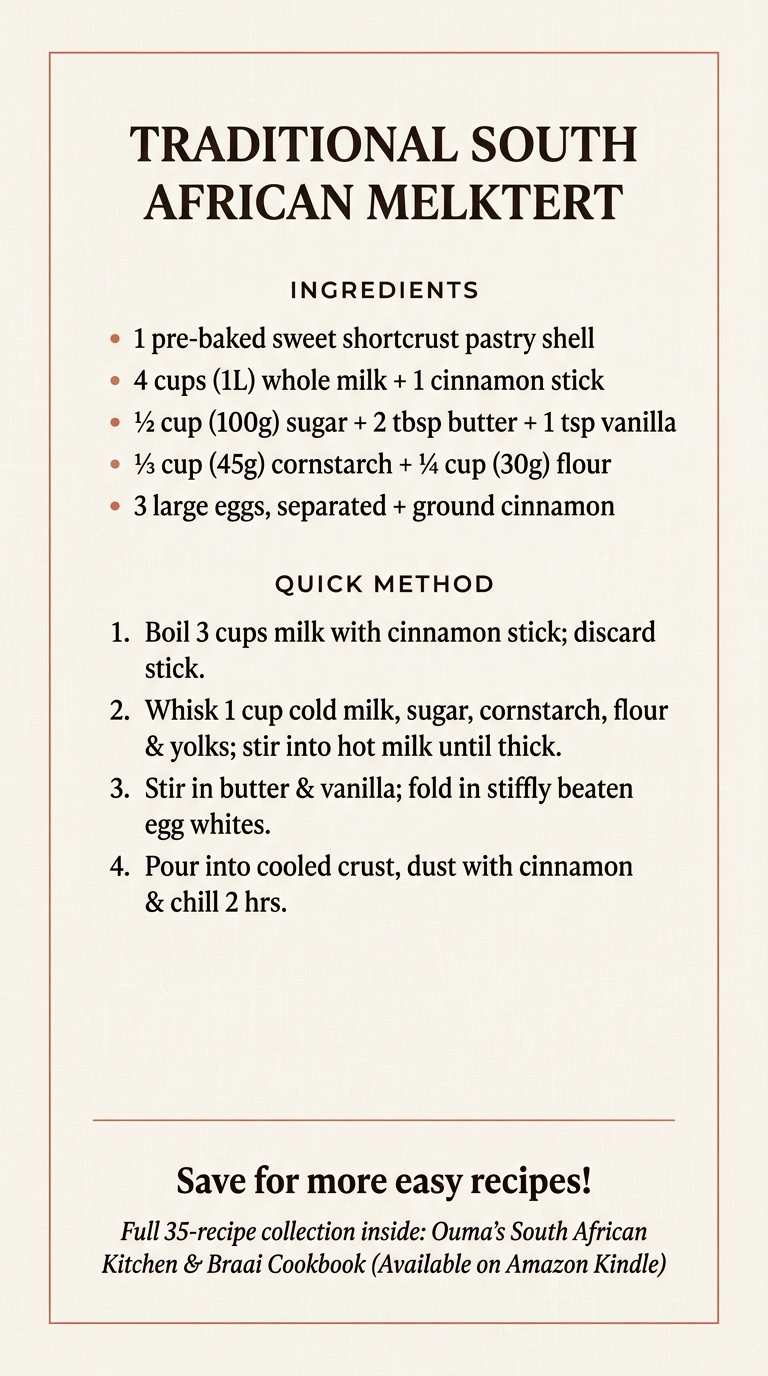 TRADITIONAL SOUTH
AFRICAN MELKTERT
INGREDIENTS
• 1 pre-baked sweet shortcrust pastry shell
• 4 cups (1L) whole milk + 1 cinnamon stick
• ½ cup (100g) sugar + 2 tbsp butter + 1 tsp vanilla
• ⅓ cup (45g) cornstarch + ¼ cup (30g) flour
• 3 large eggs, separated + ground cinnamon
QUICK METHOD
1. Boil 3 cups milk with cinnamon stick; discard
stick.
2. Whisk 1 cup cold milk, sugar, cornstarch, flour
& yolks; stir into hot milk until thick.
3. Stir in butter & vanilla; fold in stiffly beaten
egg whites.
4. Pour into cooled crust, dust with cinnamon
& chill 2 hrs.
Save for more easy recipes!
Full 35-recipe collection inside: Ouma’s South African
Kitchen & Braai Cookbook (Available on Amazon Kindle)